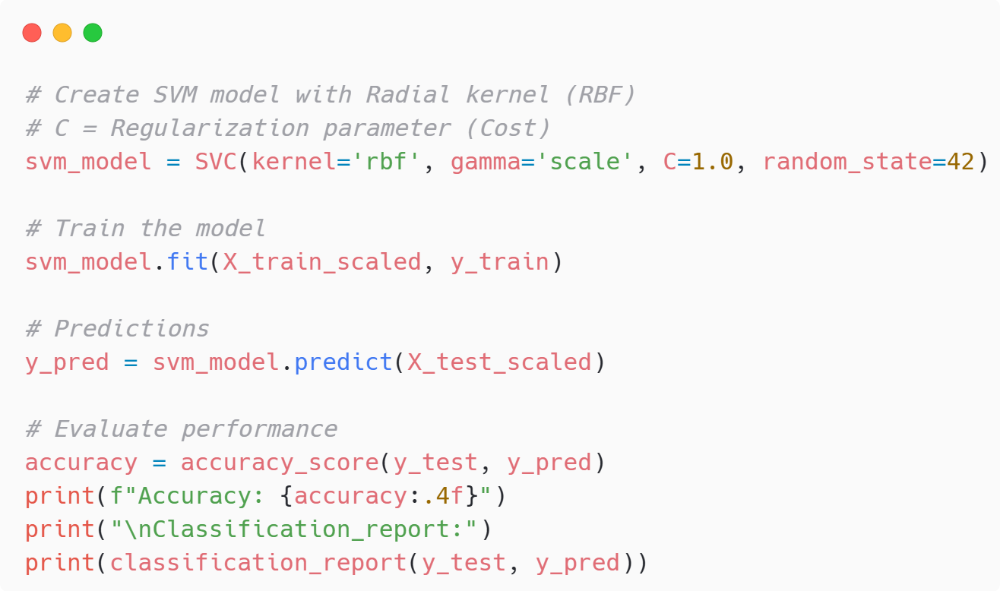 # Create SVM model with Radial kernel (RBF)
# C = Regularization parameter (Cost)
svm_model = SVC(kernel='rbf', gamma='scale', C=1.0, random_state=42)
# Train the model
svm_model.fit(X_train_scaled, y_train)
# Predictions
y_pred = svm_model.predict(X_test_scaled)
# Evaluate performance
accuracy = accuracy_score(y_test, y_pred)
print(f"Accuracy: {accuracy:.4f}")
print("\nClassification_report:")
print(classification_report(y_test, y_pred))